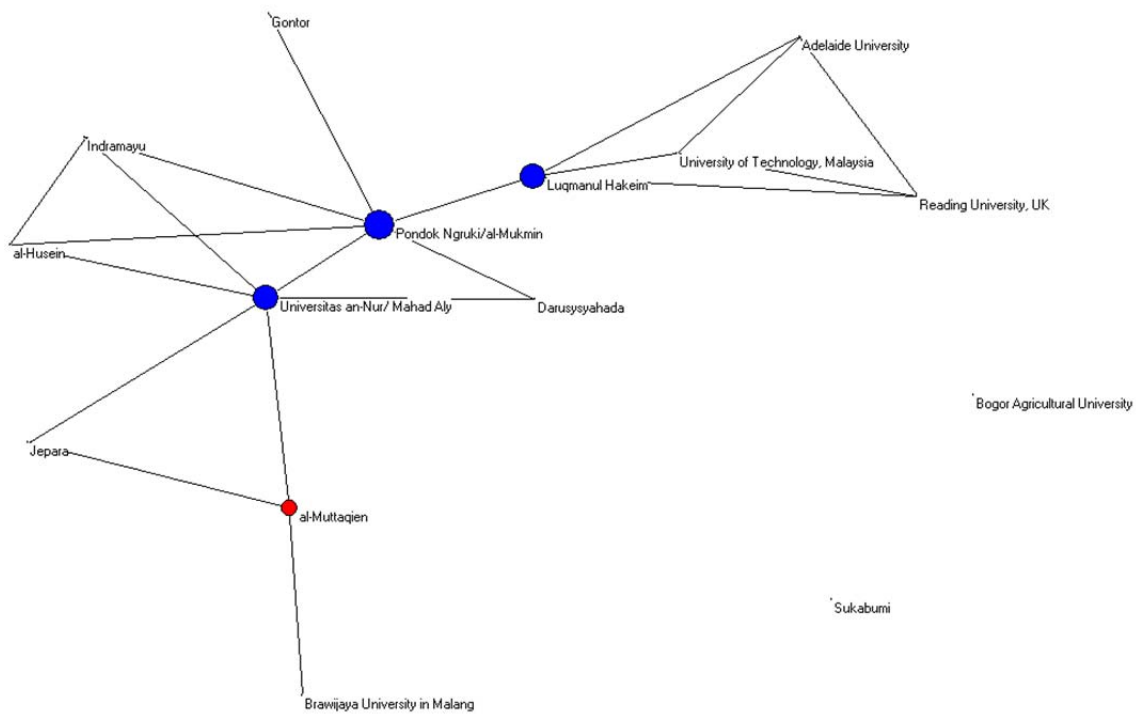 Gontor
Adelaide University
Indramayu
University of Technology, Malaysia
Luqmanul Hakeim
Reading University, UK
Pondok Ngruki/al-Mukmin
al-Husein
Universitas an-Nur/ Mahad Aly
Darusysyahada
Bogor Agricultural University
Jepara
al-Muttaqien
Sukabumi
Brawijaya University in Malang